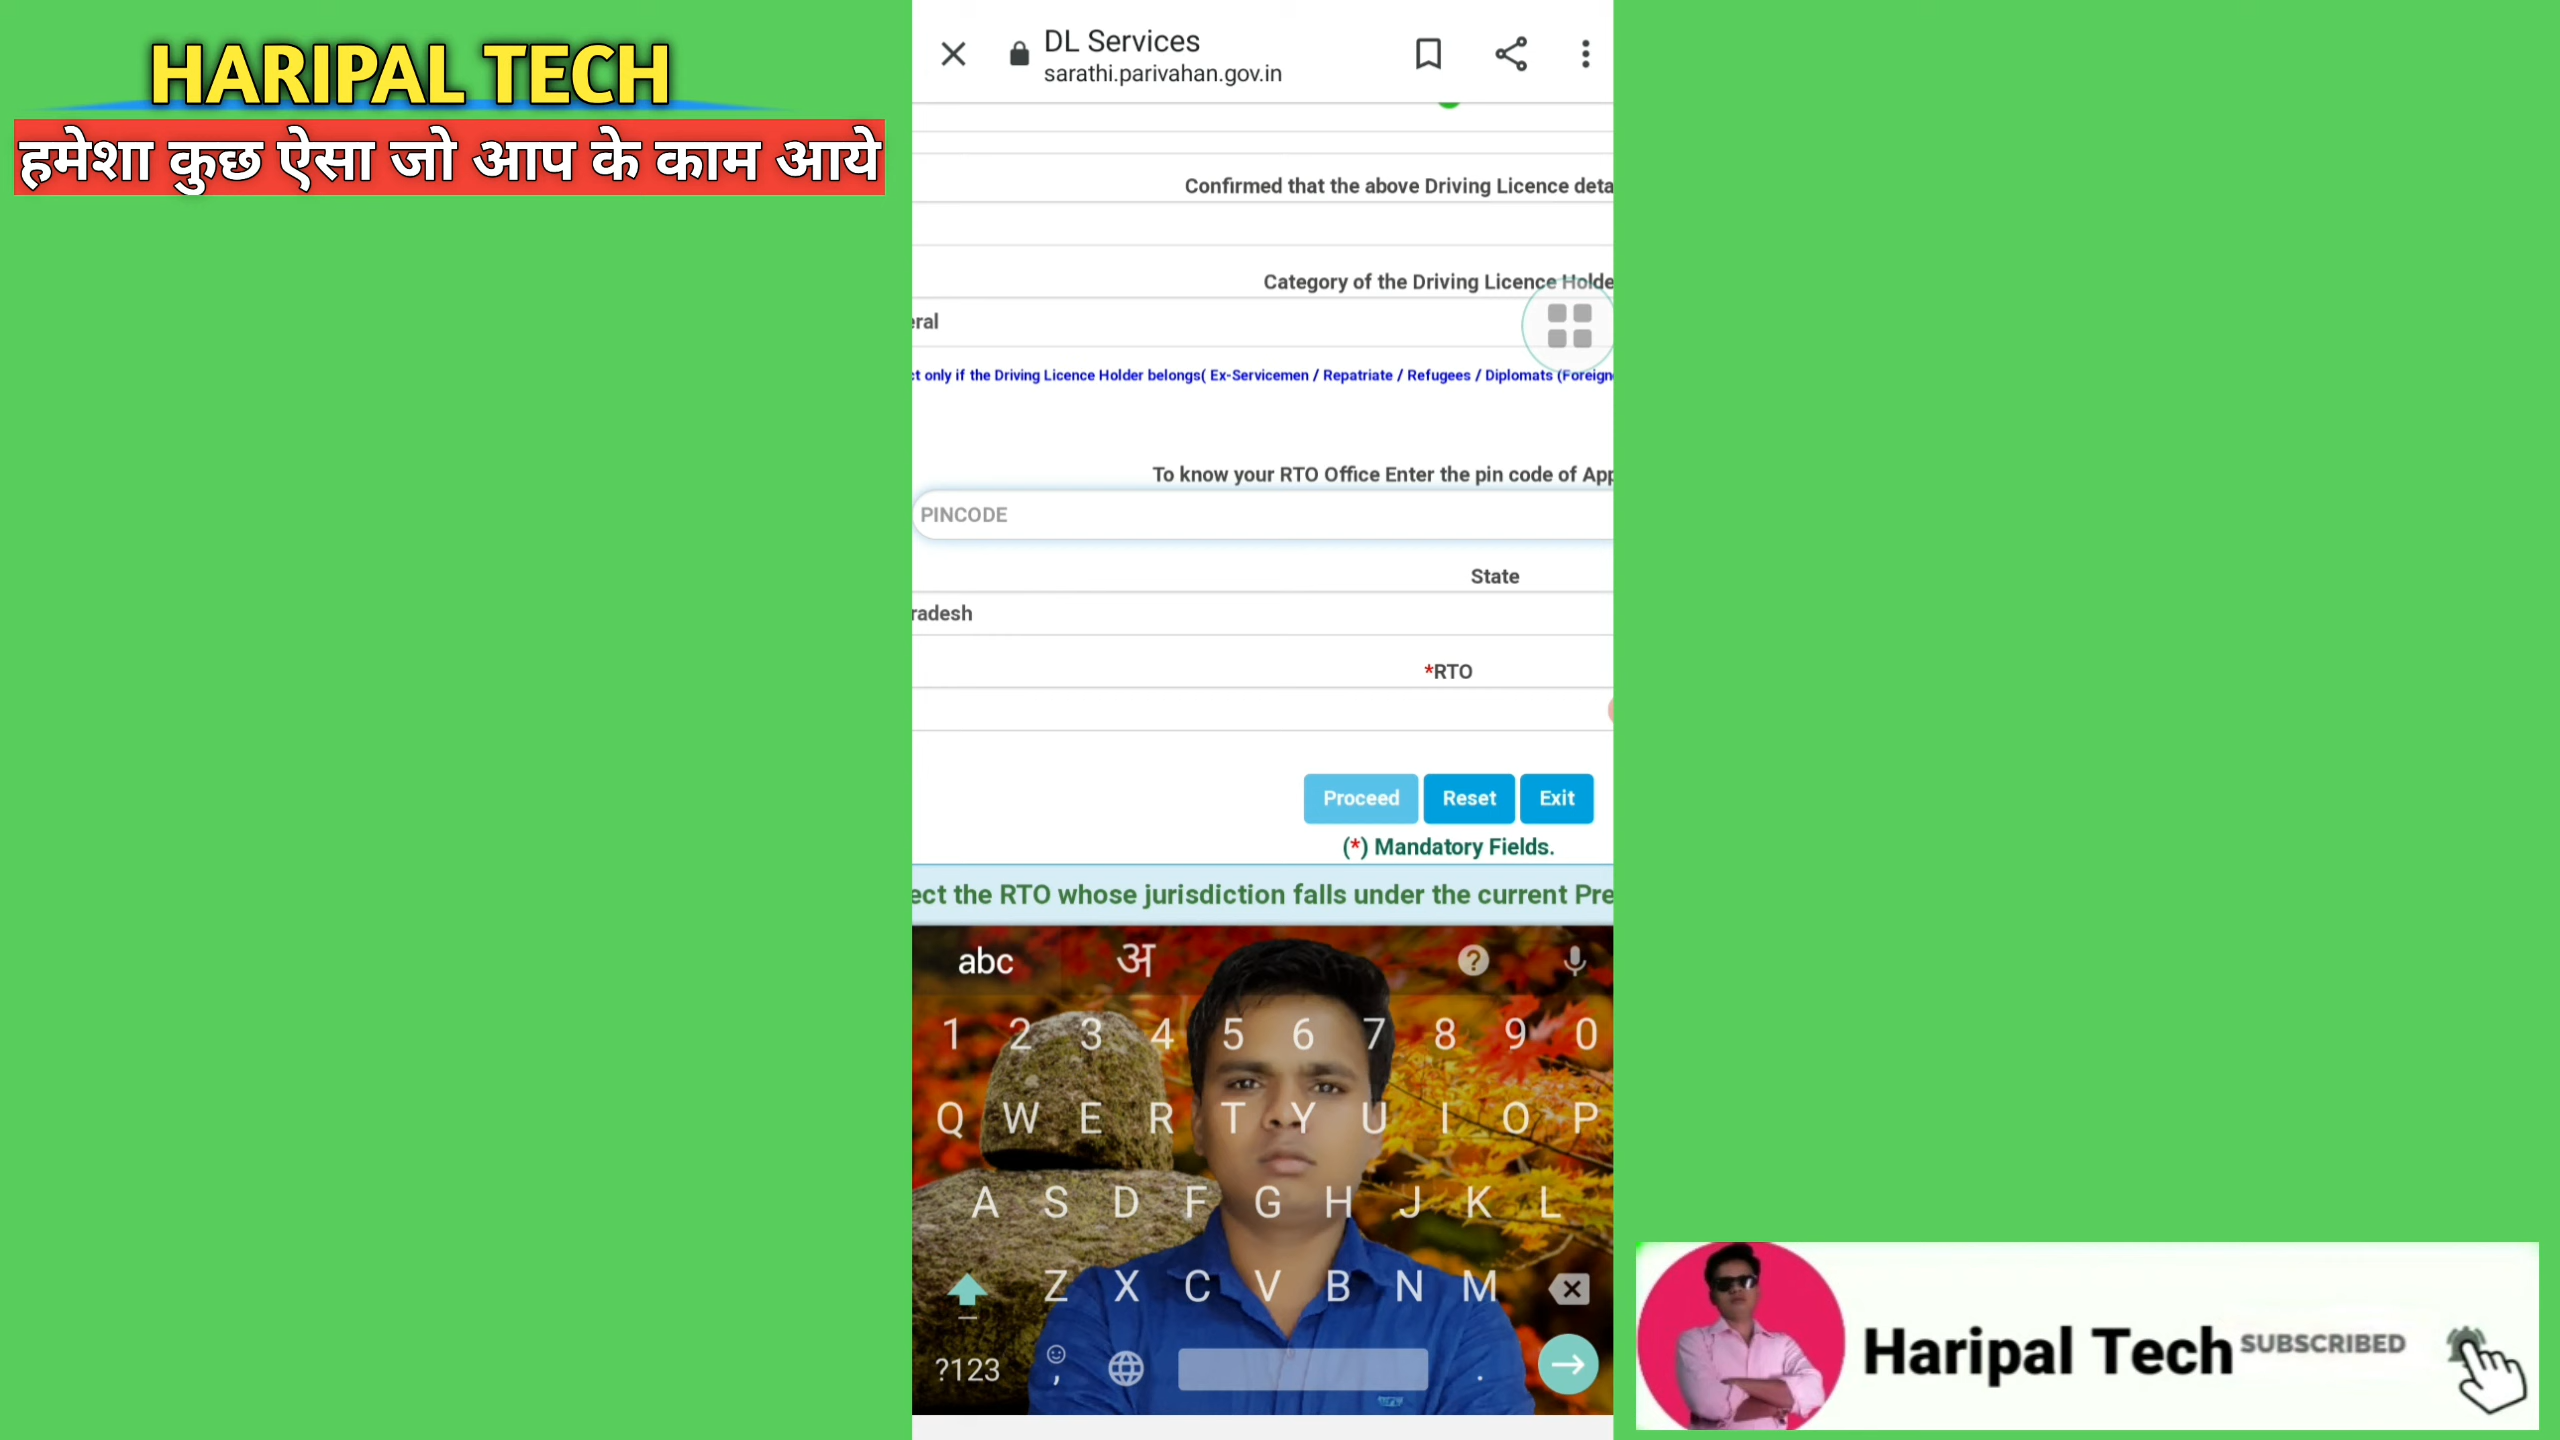 HARIPAL TECH
हमेशा कुछ ऐसा जो आप के काम आये
DL Services
sarathi.parivahan.gov.in
Confirmed that the above Driving Licence deta
Category of the Driving Licence Holde
eral
ct only if the Driving Licence Holder belongs( Ex-Servicemen / Repatriate / Refugees / Diplomats (Foreign
To know your RTO Office Enter the pin code of App
PINCODE
State
radesh
*RTO
Proceed Reset Exit
(*) Mandatory Fields.
ect the RTO whose jurisdiction falls under the current Pre
abc अ ?
1 2 3 4 5 6 7 8 9 0
Q W E R T Y U I O P
A S D F G H J K L
Z X C V B N M
?123 , .
Haripal Tech SUBSCRIBED